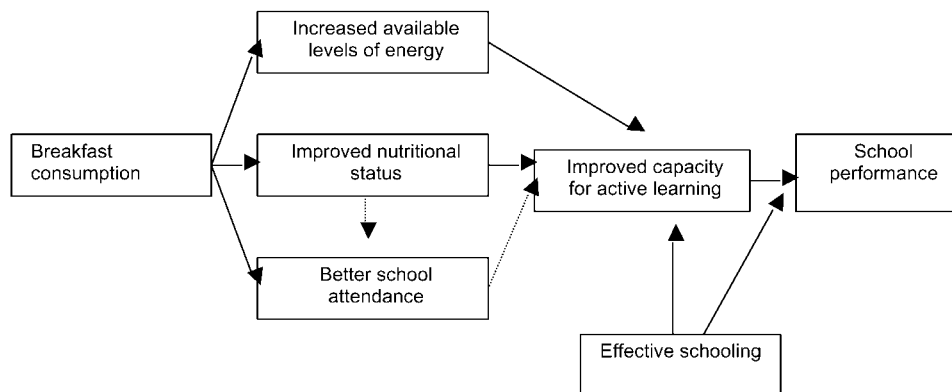 Increased available
levels of energy
Breakfast
consumption
Improved nutritional
status
Improved capacity
for active learning
School
performance
Better school
attendance
Effective schooling